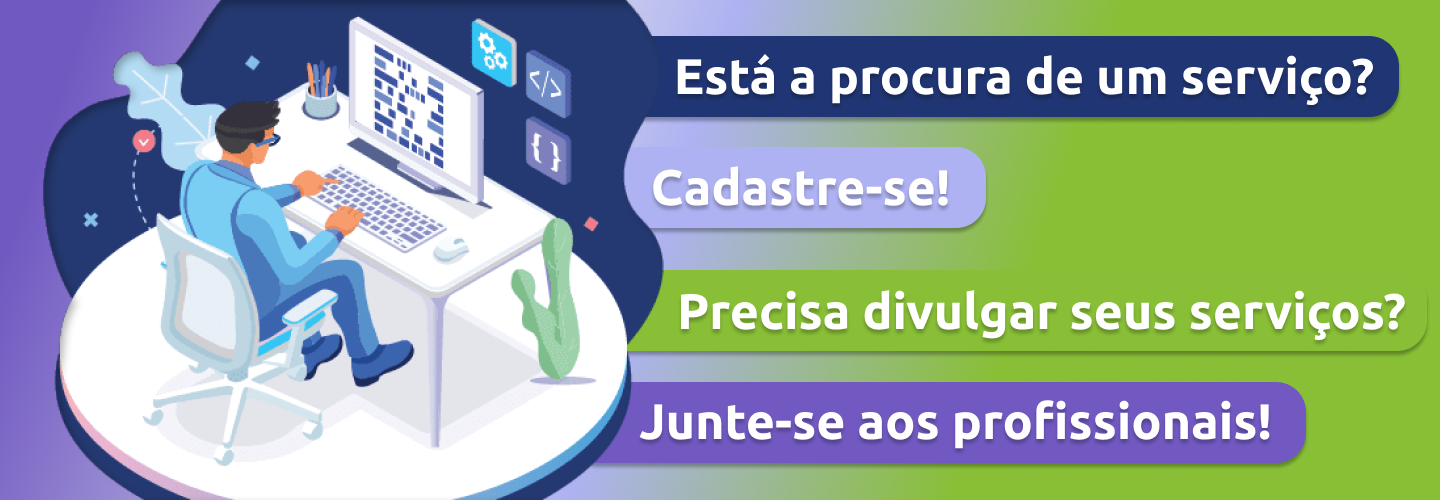 Está a procura de um serviço?
</>
{ }
Cadastre-se!
Precisa divulgar seus serviços?
Junte-se aos profissionais!